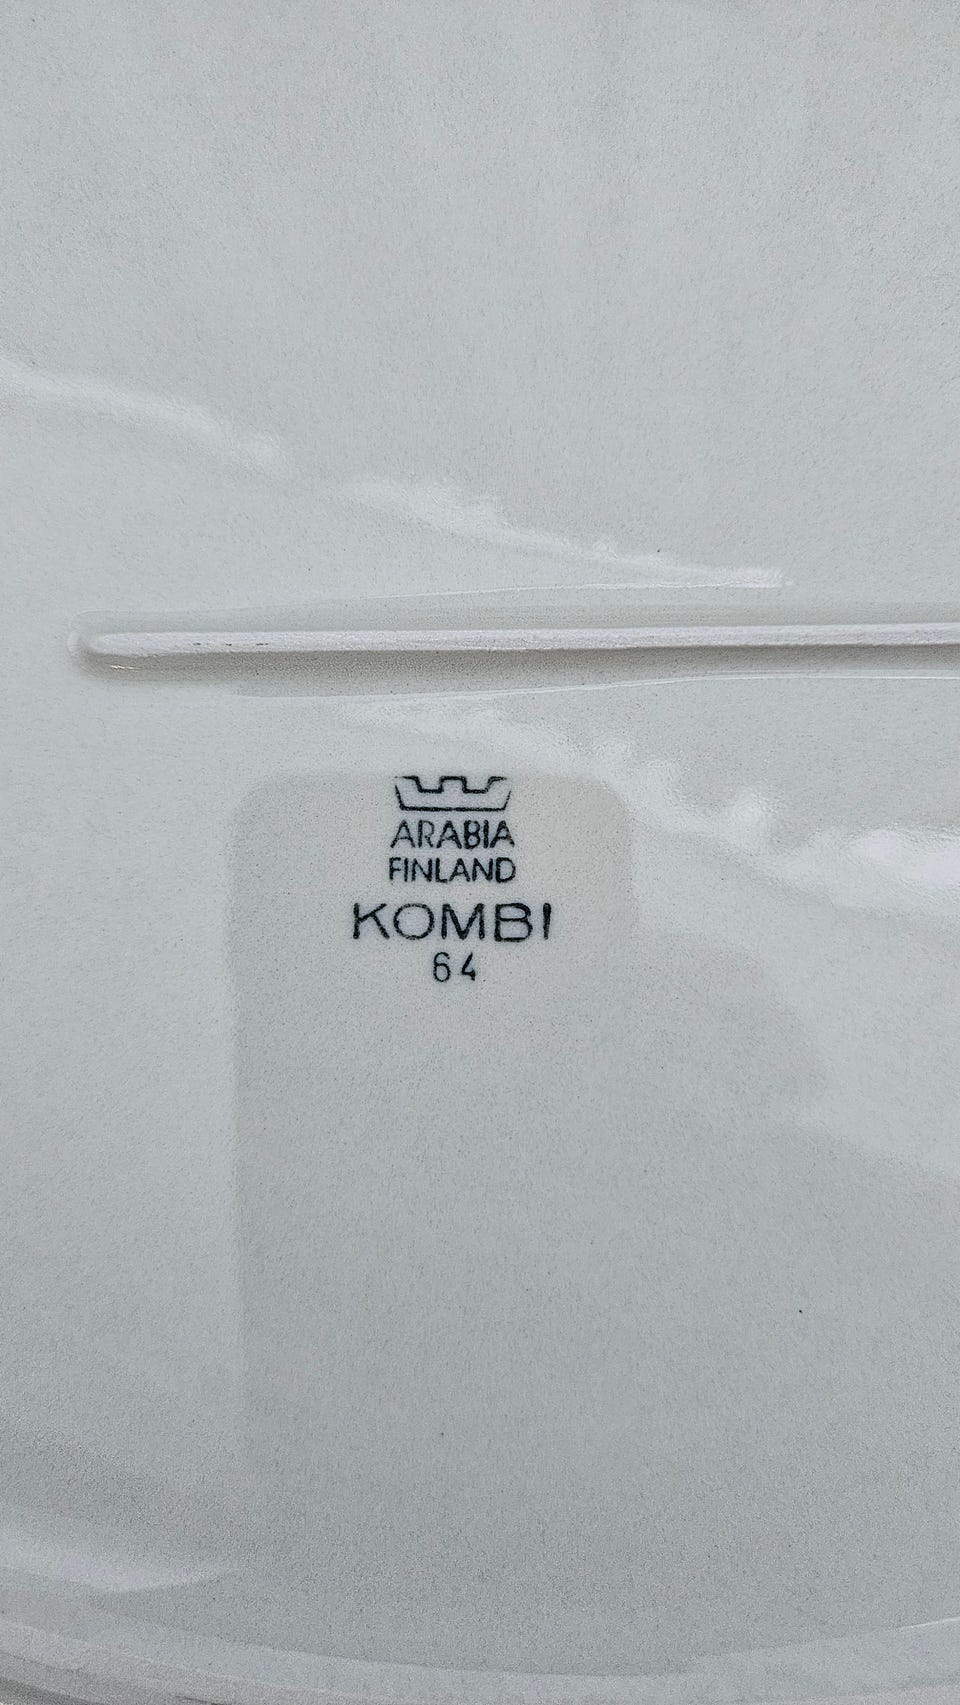 ARABIA
FINLAND
KOMBI
64